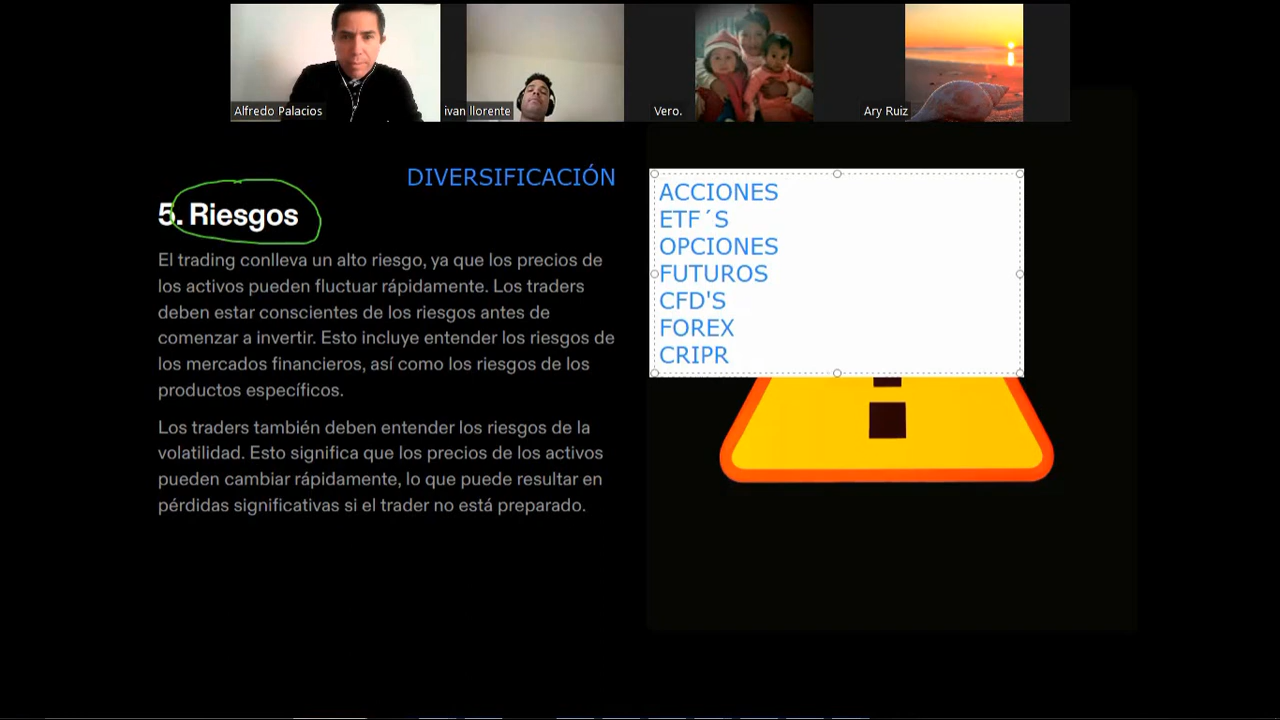 Alfredo Palacios
ivan llorente
Vero.
Ary Ruiz
DIVERSIFICACIÓN
5. Riesgos
El trading conlleva un alto riesgo, ya que los precios de
los activos pueden fluctuar rápidamente. Los traders
deben estar conscientes de los riesgos antes de
comenzar a invertir. Esto incluye entender los riesgos de
los mercados financieros, así como los riesgos de los
productos específicos.
Los traders también deben entender los riesgos de la
volatilidad. Esto significa que los precios de los activos
pueden cambiar rápidamente, lo que puede resultar en
pérdidas significativas si el trader no está preparado.
ACCIONES
ETF´S
OPCIONES
FUTUROS
CFD'S
FOREX
CRIPR